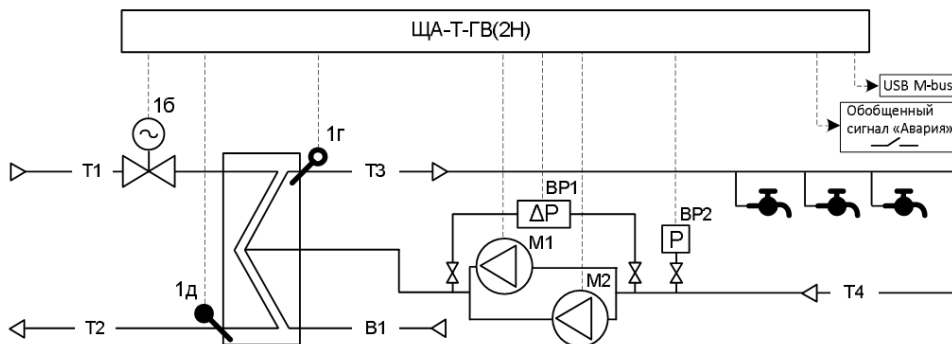 ЩА-Т-ГВ(2Н)
USB M-bus
1б
Обобщенный
сигнал «Авария»
1г
Т1
Т3
ВР1
ΔP
ВР2
P
М1
М2
1д
Т4
Т2
В1